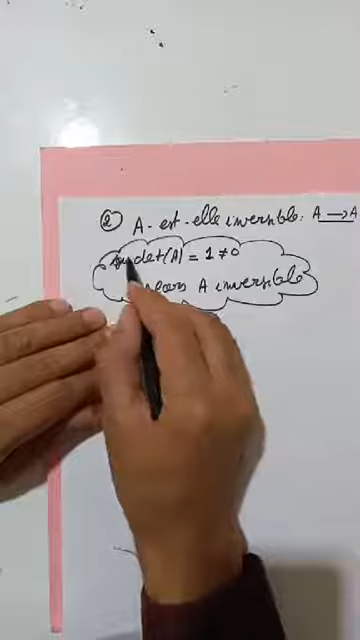 ② A-est-elle inversible. A → A
det(A) = 1 ≠ 0
alors A inversible